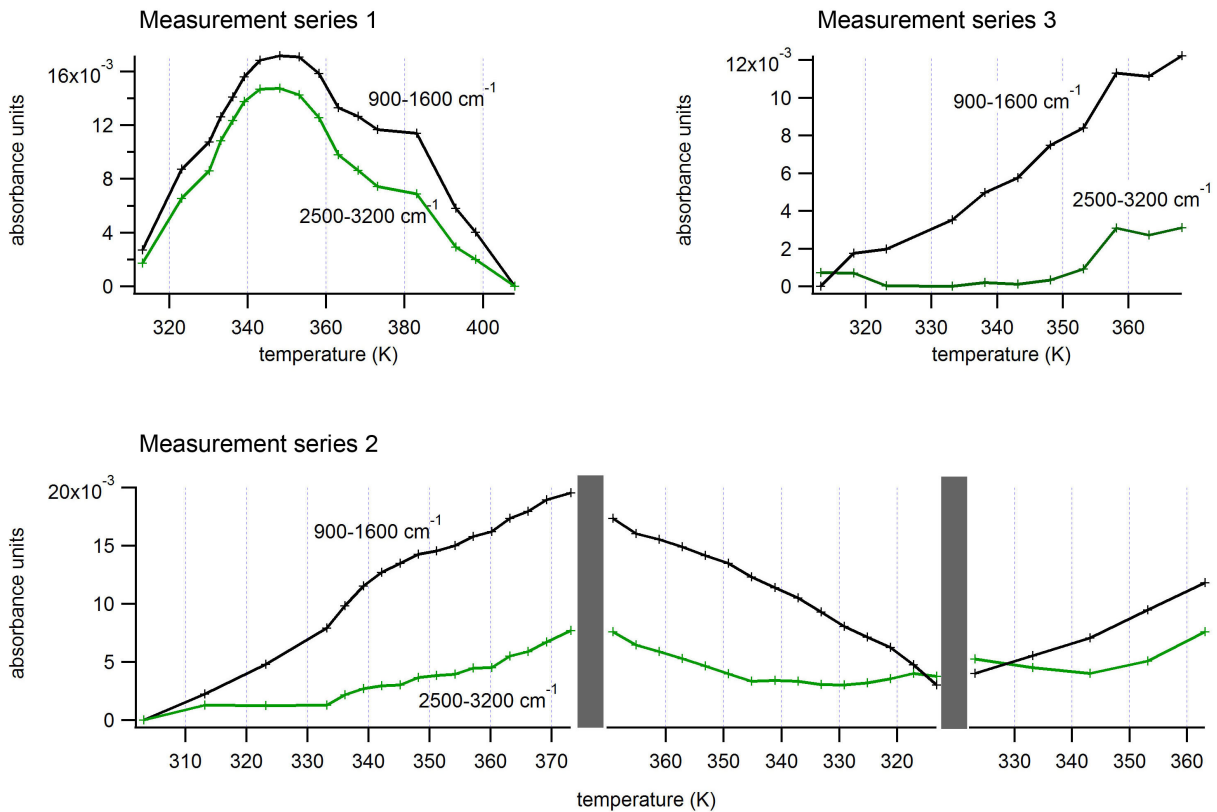 Measurement series 1
16x10⁻³
12
8
4
0
absorbance units
900-1600 cm⁻¹
2500-3200 cm⁻¹
320 340 360 380 400
temperature (K)
Measurement series 3
12x10⁻³
10
8
6
4
2
0
absorbance units
900-1600 cm⁻¹
2500-3200 cm⁻¹
320 330 340 350 360
temperature (K)
Measurement series 2
20x10⁻³
15
10
5
0
absorbance units
900-1600 cm⁻¹
2500-3200 cm⁻¹
310 320 330 340 350 360 370 360 350 340 330 320 330 340 350 360
temperature (K)